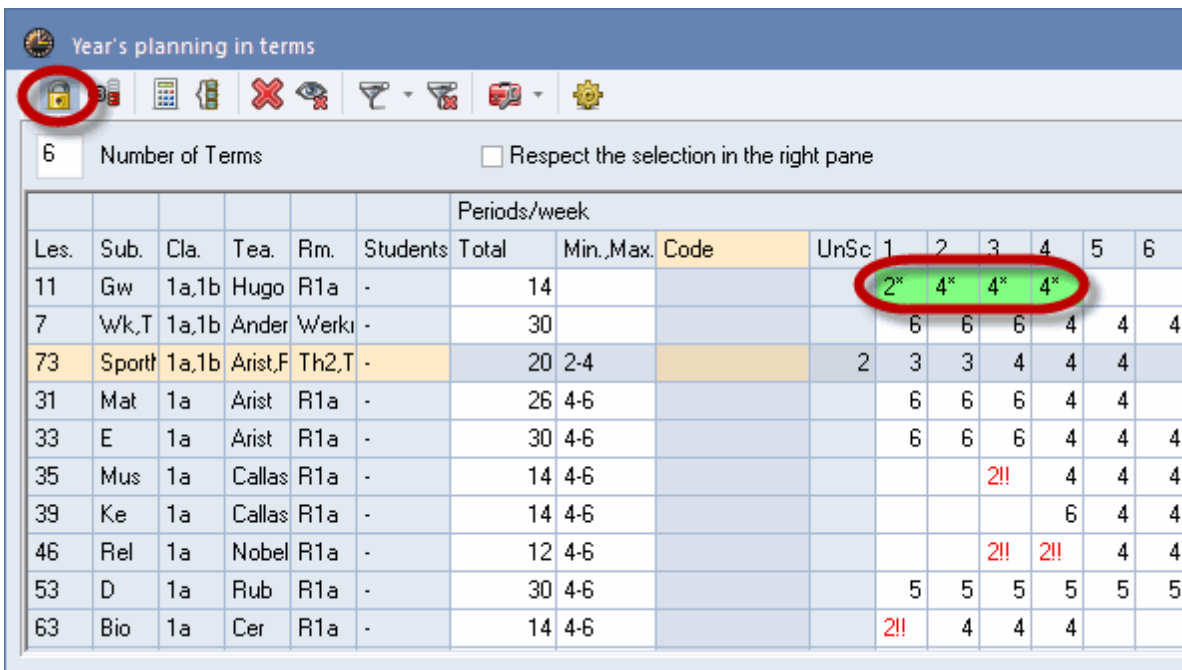 Year's planning in terms
6 Number of Terms Respect the selection in the right pane
Periods/week
Les. Sub. Cla. Tea. Rm. Students Total Min.,Max. Code UnSc 1 2 3 4 5 6
11 Gw 1a,1b Hugo R1a - 14 2* 4* 4* 4*
7 Wk,T 1a,1b Ander Werkı - 30 6 6 6 4 4 4
73 Sporth 1a,1b Arist,F Th2,T - 20 2-4 2 3 3 4 4 4
31 Mat 1a Arist R1a - 26 4-6 6 6 6 4 4
33 E 1a Arist R1a - 30 4-6 6 6 6 4 4 4
35 Mus 1a Callas R1a - 14 4-6 2!! 4 4 4
39 Ke 1a Callas R1a - 14 4-6 6 4 4
46 Rel 1a Nobel R1a - 12 4-6 2!! 2!! 4 4
53 D 1a Rub R1a - 30 4-6 5 5 5 5 5 5
63 Bio 1a Cer R1a - 14 4-6 2!! 4 4 4